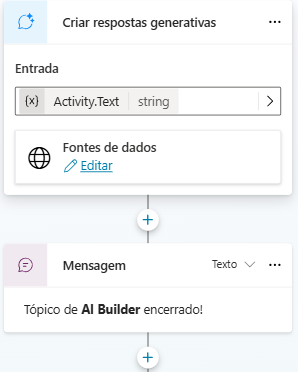 Criar respostas generativas
Entrada
{x} Activity.Text string
Fontes de dados
Editar
Mensagem Texto
Tópico de AI Builder encerrado!